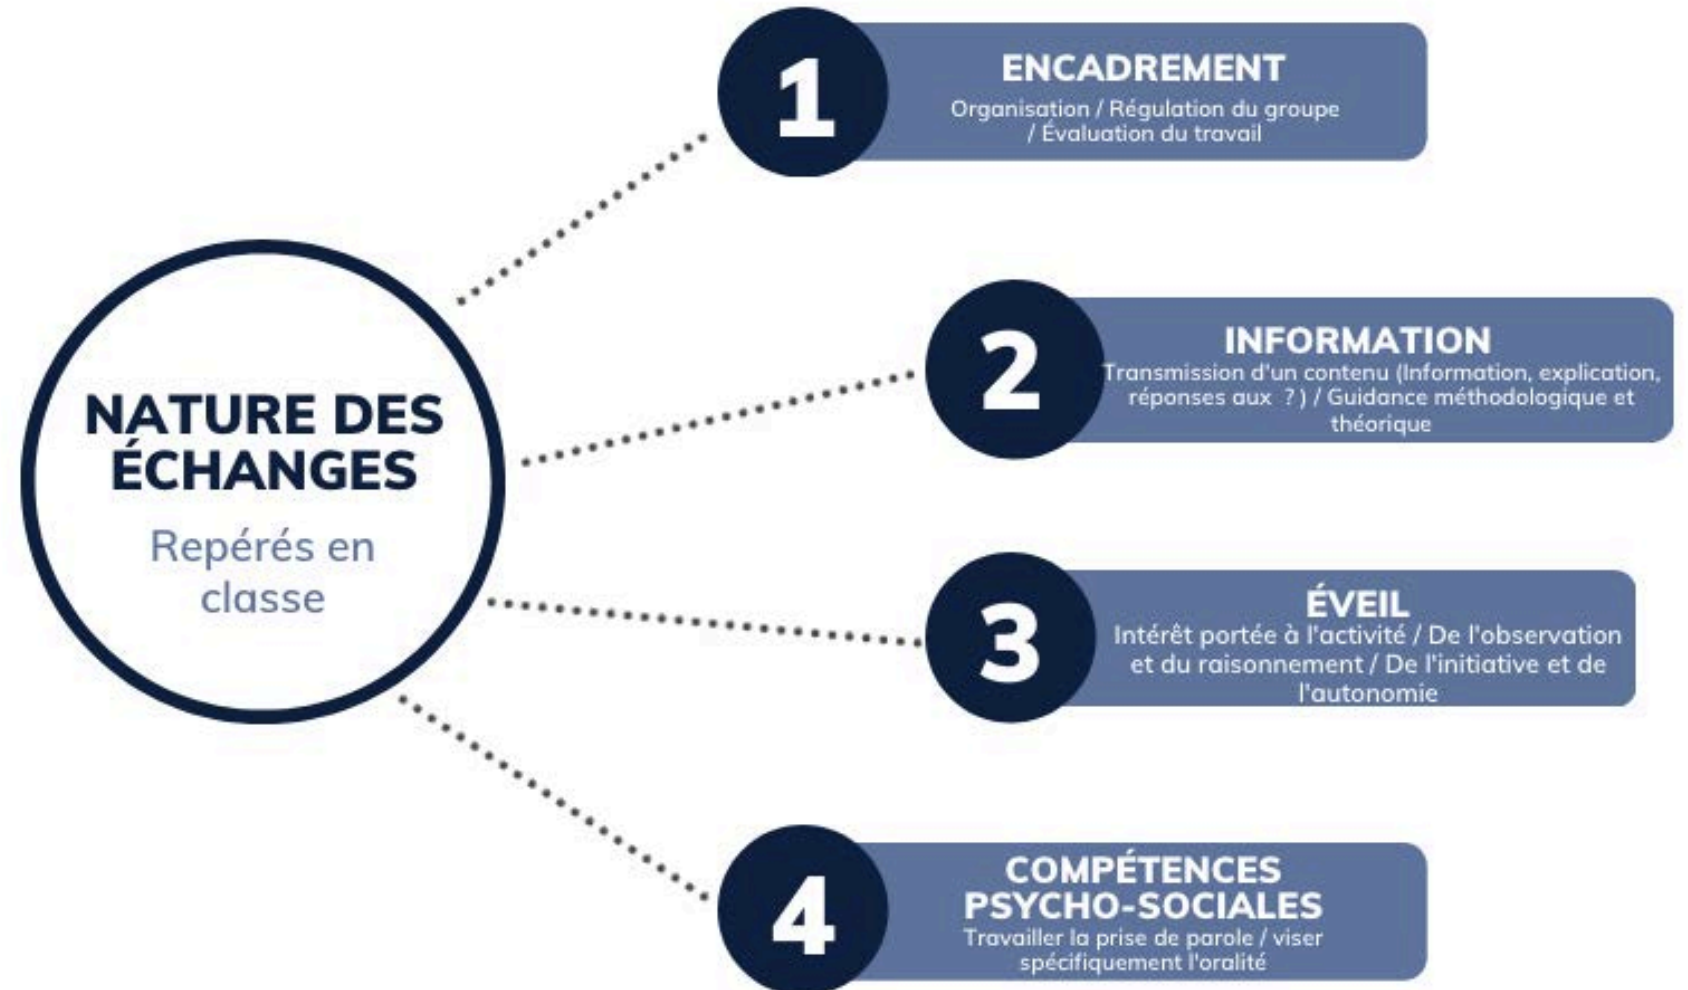 NATURE DES
ÉCHANGES
Repérés en
classe
1
ENCADREMENT
Organisation / Régulation du groupe
/ Évaluation du travail
2
INFORMATION
Transmission d'un contenu (Information, explication,
réponses aux ? ) / Guidance méthodologique et
théorique
3
ÉVEIL
Intérêt portée à l'activité / De l'observation
et du raisonnement / De l'initiative et de
l'autonomie
4
COMPÉTENCES
PSYCHO-SOCIALES
Travailler la prise de parole / viser
spécifiquement l'oralité